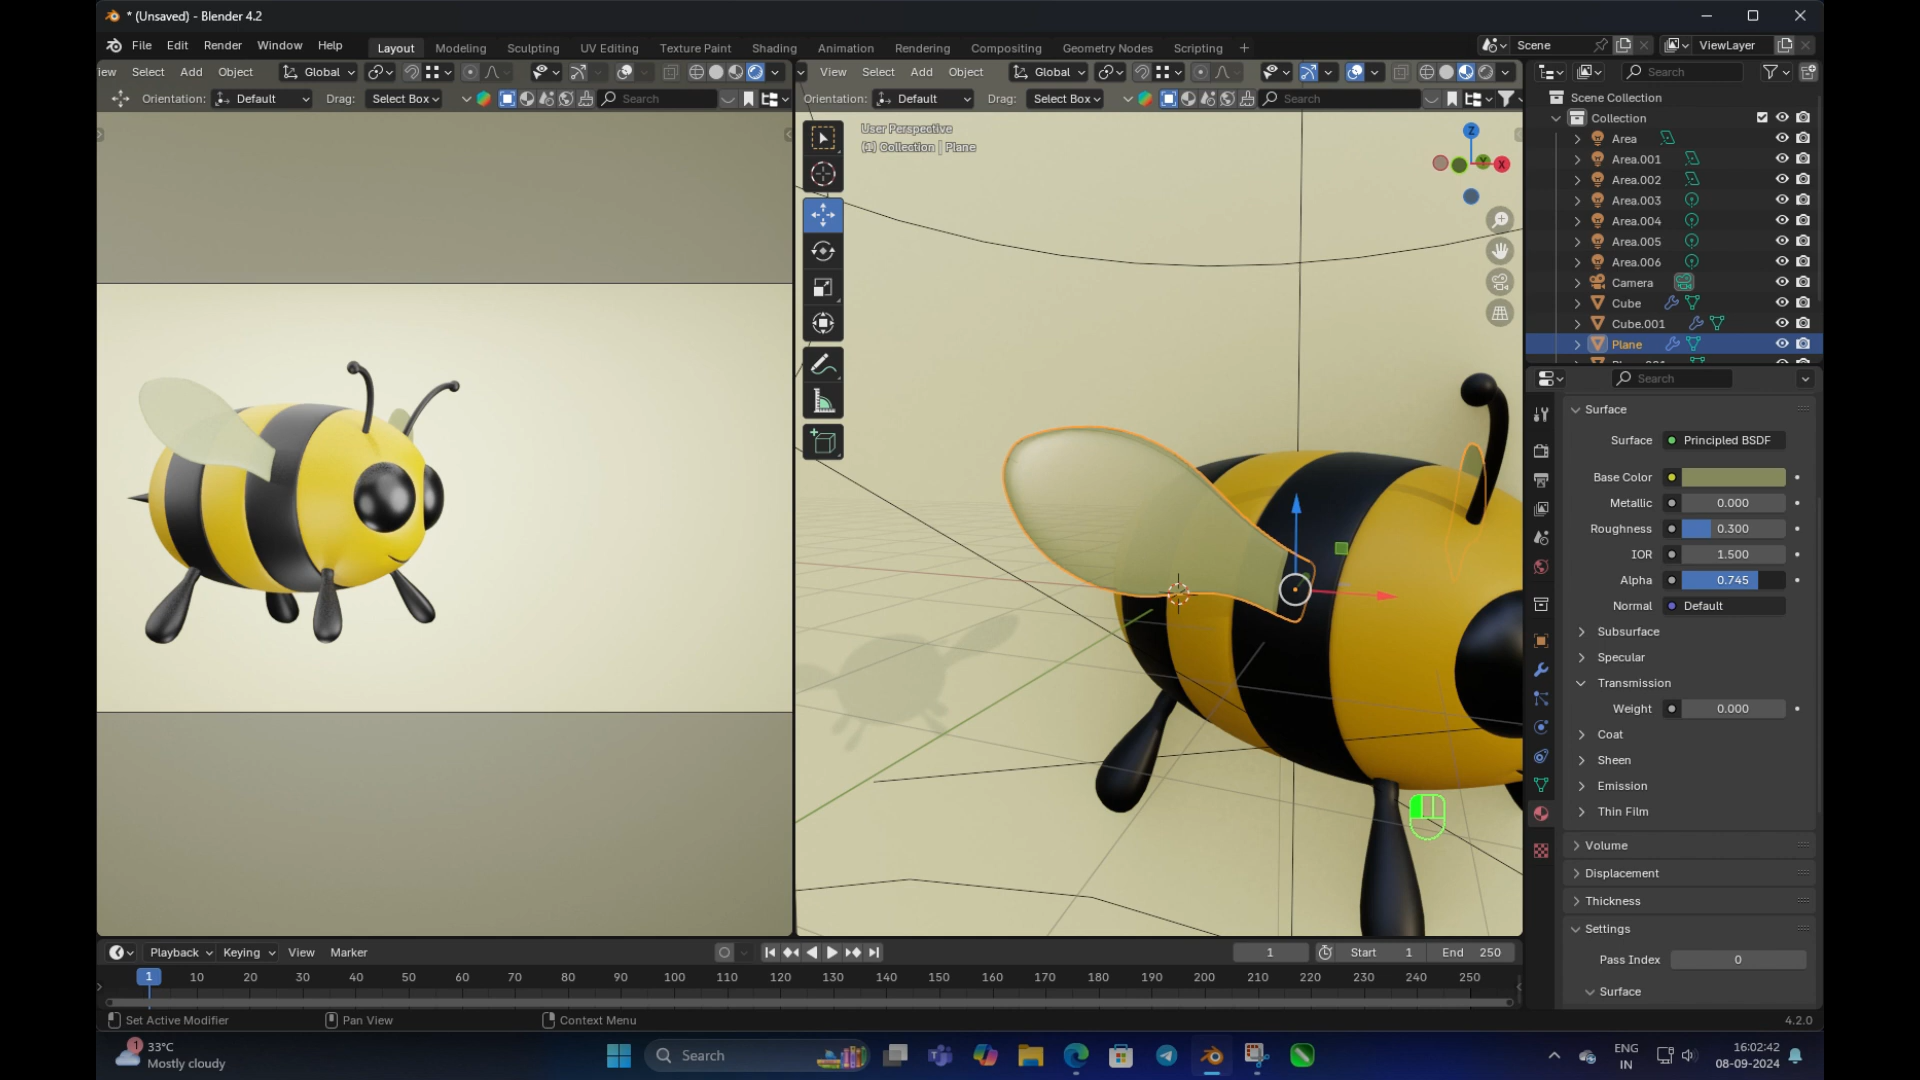 * (Unsaved) - Blender 4.2
File Edit Render Window Help
Layout Modeling Sculpting UV Editing Texture Paint Shading Animation Rendering Compositing Geometry Nodes Scripting +
Scene
ViewLayer
iew Select Add Object Global
View Select Add Object Global
Search
Orientation: Default Drag: Select Box Search
Orientation: Default Drag: Select Box Search
User Perspective
(1) Collection | Plane
Z
Y
X
Scene Collection
Collection
Area
Area.001
Area.002
Area.003
Area.004
Area.005
Area.006
Camera
Cube
Cube.001
Plane
Search
Surface
Surface Principled BSDF
Base Color
Metallic 0.000
Roughness 0.300
IOR 1.500
Alpha 0.745
Normal Default
Subsurface
Specular
Transmission
Weight 0.000
Coat
Sheen
Emission
Thin Film
Volume
Displacement
Thickness
Settings
Pass Index 0
Surface
Playback Keying View Marker
1 Start 1 End 250
1 10 20 30 40 50 60 70 80 90 100 110 120 130 140 150 160 170 180 190 200 210 220 230 240 250
Set Active Modifier Pan View Context Menu 4.2.0
1
33°C
Mostly cloudy
Search
ENG
IN
16:02:42
08-09-2024